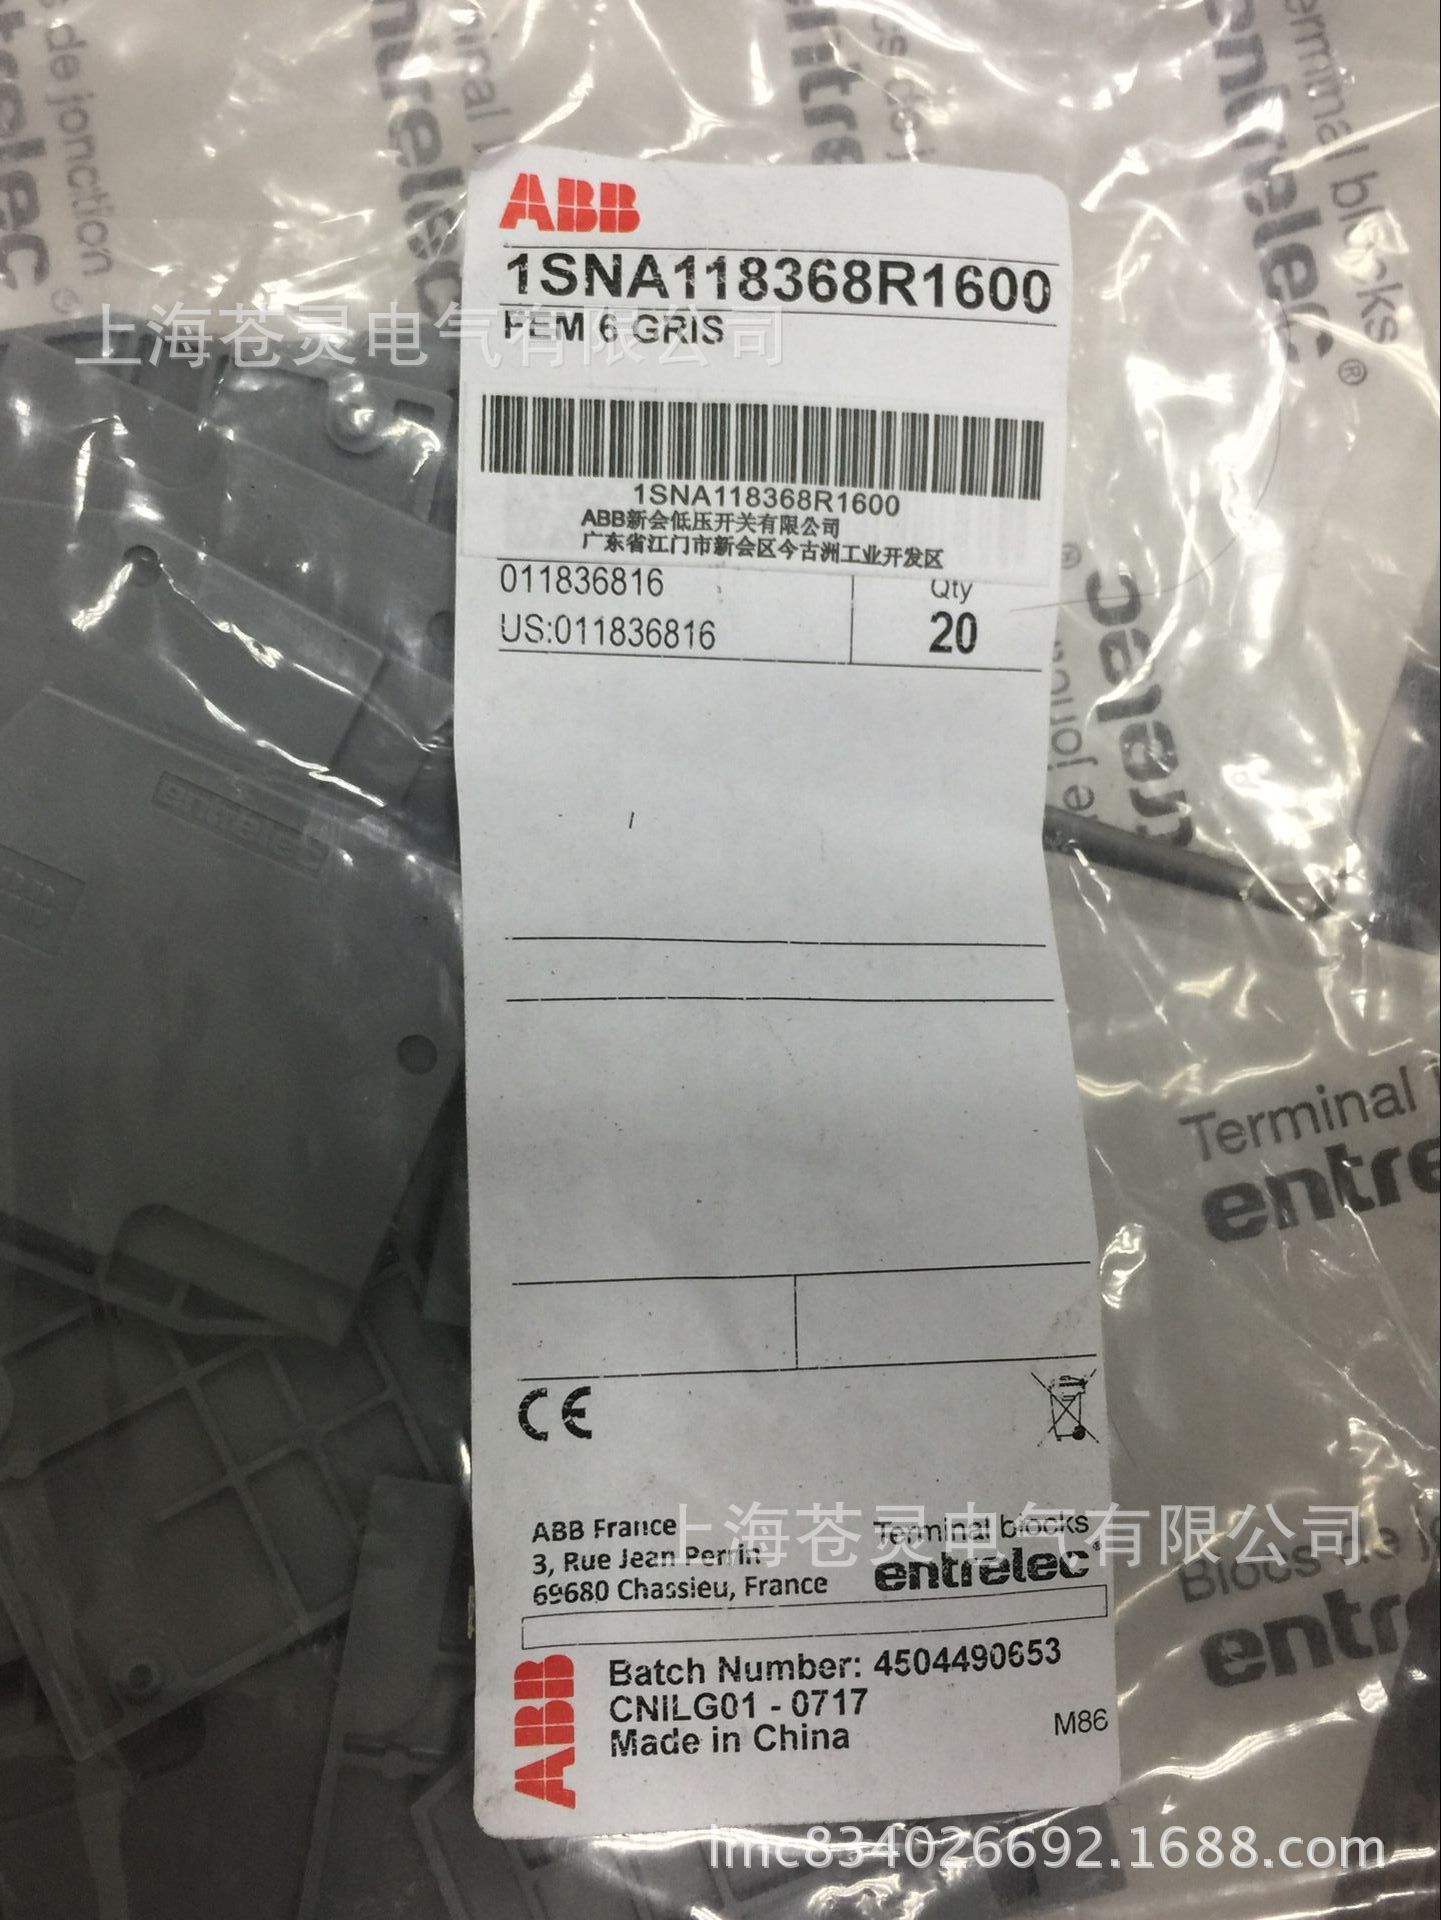 ABB
1SNA118368R1600
FEM 6 GRIS
上海苍灵电气有限公司
1SNA118368R1600
ABB新会低压开关有限公司
广东省江门市新会区今古洲工业开发区
011836816
US:011836816
Qty
20
CE
ABB France
3, Rue Jean Perrin
69680 Chassieu, France
Terminal blocks
entrelec®
上海苍灵电气有限公司
ABB
Batch Number: 4504490653
CNILG01 - 0717
Made in China
M86
lmc834026692.1688.com
de jonction
entrelec
Terminal blocks
entrelec®
entrelec
Terminal
Blocs de